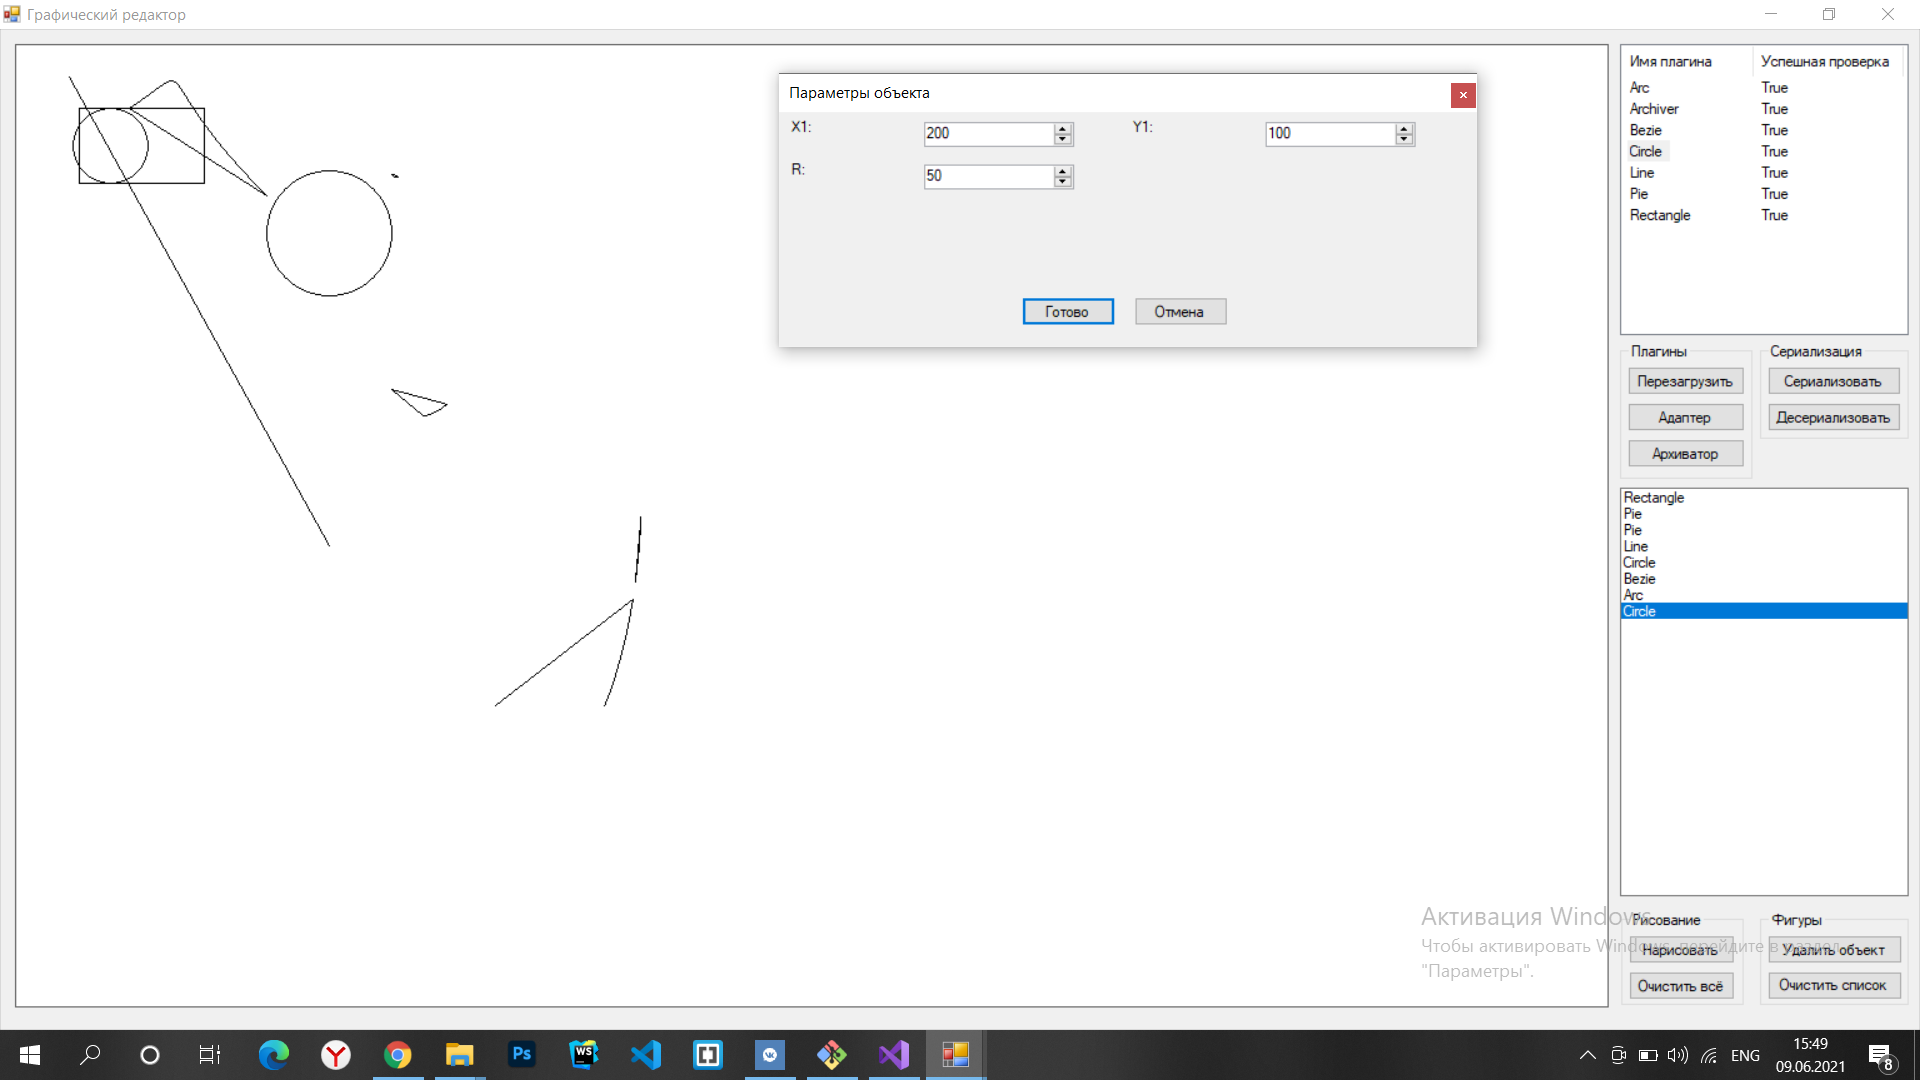 Графический редактор
Параметры объекта
X1:
200
Y1:
100
R:
50
Готово
Отмена
Имя плагина Успешная проверка
Arc True
Archiver True
Bezie True
Circle True
Line True
Pie True
Rectangle True
Плагины
Перезагрузить
Адаптер
Архиватор
Сериализация
Сериализовать
Десериализовать
Rectangle
Pie
Pie
Line
Circle
Bezie
Arc
Circle
Рисование
Нарисовать
Очистить всё
Фигуры
Удалить объект
Очистить список
Активация Windows
Чтобы активировать Windows, перейдите в раздел
"Параметры".
Ps
WS
ENG
15:49
09.06.2021
8